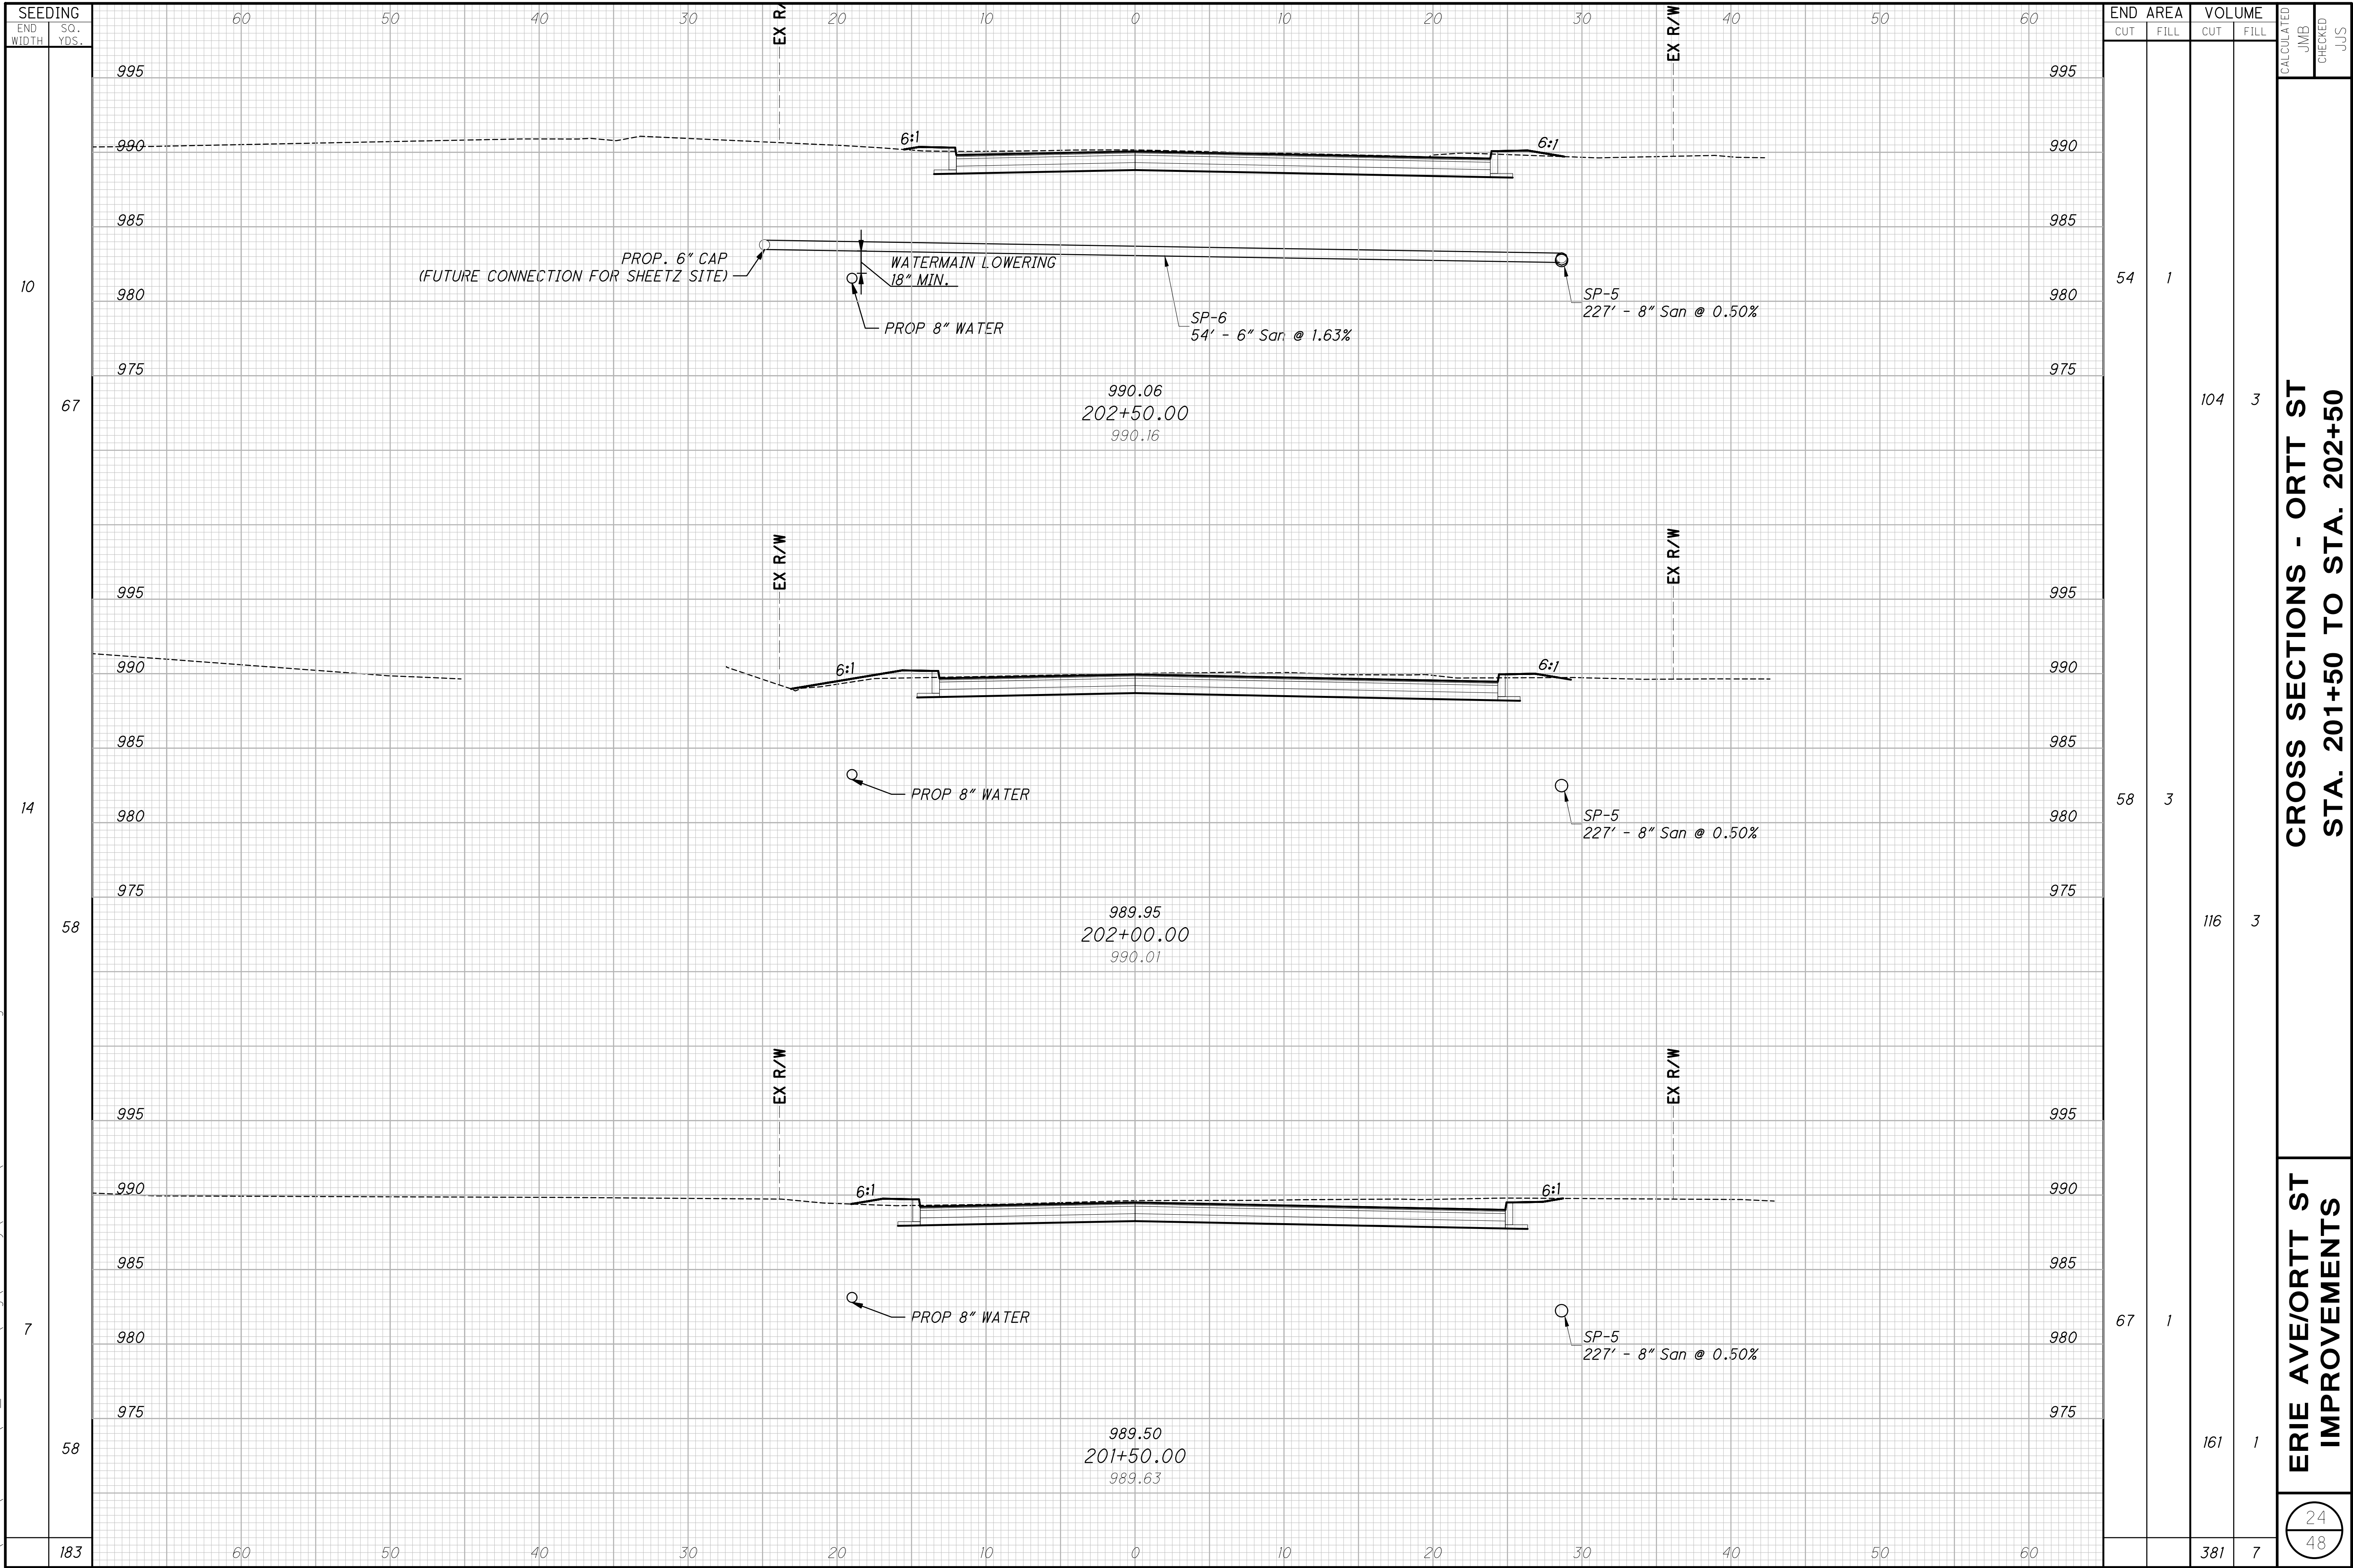 SEEDING
END WIDTH
SQ. YDS.
60 50 40 30 20 10 0 10 20 30 40 50 60
END AREA VOLUME
CUT FILL CUT FILL
CALCULATED
JMB
CHECKED
JJS
EX R/
EX R/W
995 995
990 990
6:1 6:1
985 985
PROP. 6" CAP
(FUTURE CONNECTION FOR SHEETZ SITE)
WATERMAIN LOWERING
18" MIN.
10
54 1
980 980
PROP 8" WATER
SP-6
54' - 6" San @ 1.63%
SP-5
227' - 8" San @ 0.50%
975 975
990.06
202+50.00
990.16
67
104 3
EX R/W EX R/W
995 995
990 990
6:1 6:1
985 985
PROP 8" WATER
14
58 3
980 980
SP-5
227' - 8" San @ 0.50%
975 975
989.95
202+00.00
990.01
58
116 3
EX R/W EX R/W
995 995
990 990
6:1 6:1
985 985
PROP 8" WATER
7
67 1
980 980
SP-5
227' - 8" San @ 0.50%
975 975
989.50
201+50.00
989.63
58
161 1
183
60 50 40 30 20 10 0 10 20 30 40 50 60
381 7
CROSS SECTIONS - ORTT ST
STA. 201+50 TO STA. 202+50
ERIE AVE/ORTT ST
IMPROVEMENTS
24
48